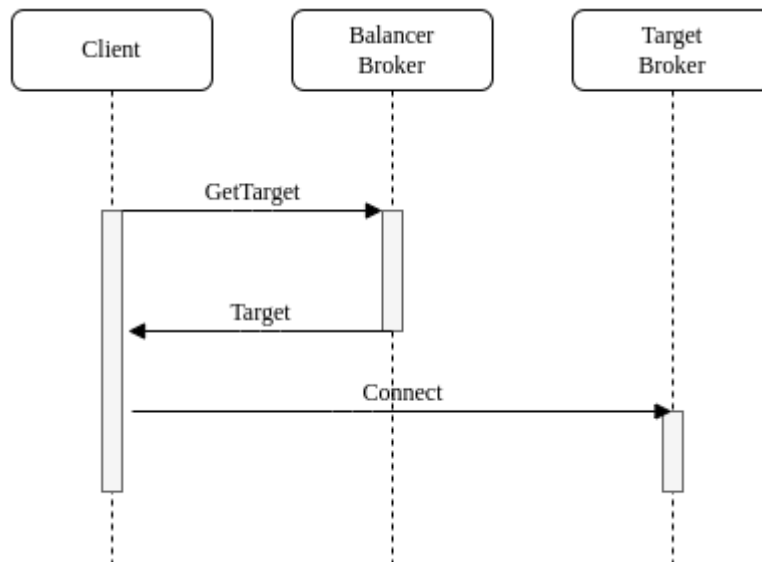 Client
Balancer
Broker
Target
Broker
GetTarget
Target
Connect